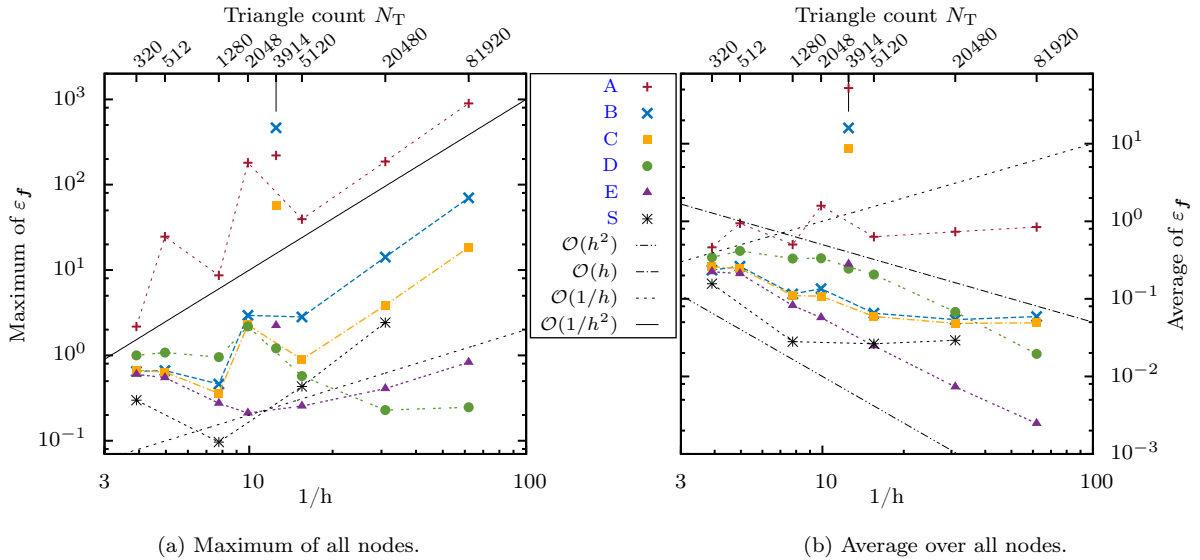 Triangle count N_T
320 512 1280 2048 3914 5120 20480 81920
10^3
10^2
10^1
10^0
10^-1
Maximum of ε_f
3 10 100
1/h
(a) Maximum of all nodes.
A
B
C
D
E
S
O(h^2)
O(h)
O(1/h)
O(1/h^2)
Triangle count N_T
320 512 1280 2048 3914 5120 20480 81920
10^1
10^0
10^-1
10^-2
10^-3
Average of ε_f
3 10 100
1/h
(b) Average over all nodes.